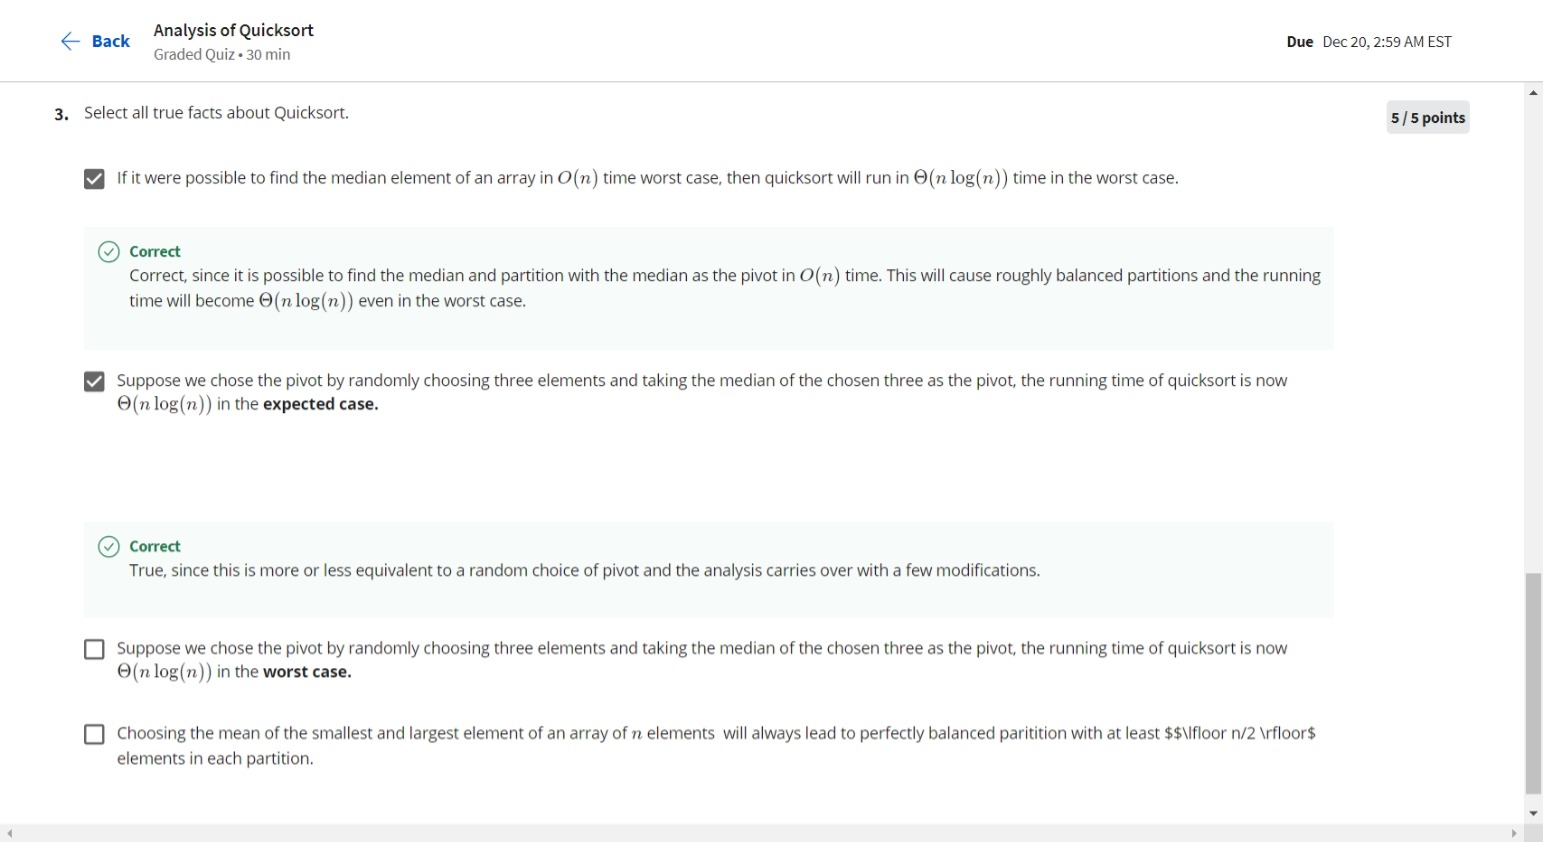 Back
Analysis of Quicksort
Graded Quiz • 30 min
Due Dec 20, 2:59 AM EST
3. Select all true facts about Quicksort.
5 / 5 points
If it were possible to find the median element of an array in O(n) time worst case, then quicksort will run in Θ(n log(n)) time in the worst case.
Correct
Correct, since it is possible to find the median and partition with the median as the pivot in O(n) time. This will cause roughly balanced partitions and the running
time will become Θ(n log(n)) even in the worst case.
Suppose we chose the pivot by randomly choosing three elements and taking the median of the chosen three as the pivot, the running time of quicksort is now
Θ(n log(n)) in the expected case.
Correct
True, since this is more or less equivalent to a random choice of pivot and the analysis carries over with a few modifications.
Suppose we chose the pivot by randomly choosing three elements and taking the median of the chosen three as the pivot, the running time of quicksort is now
Θ(n log(n)) in the worst case.
Choosing the mean of the smallest and largest element of an array of n elements will always lead to perfectly balanced paritition with at least $$\lfloor n/2 \rfloor$
elements in each partition.